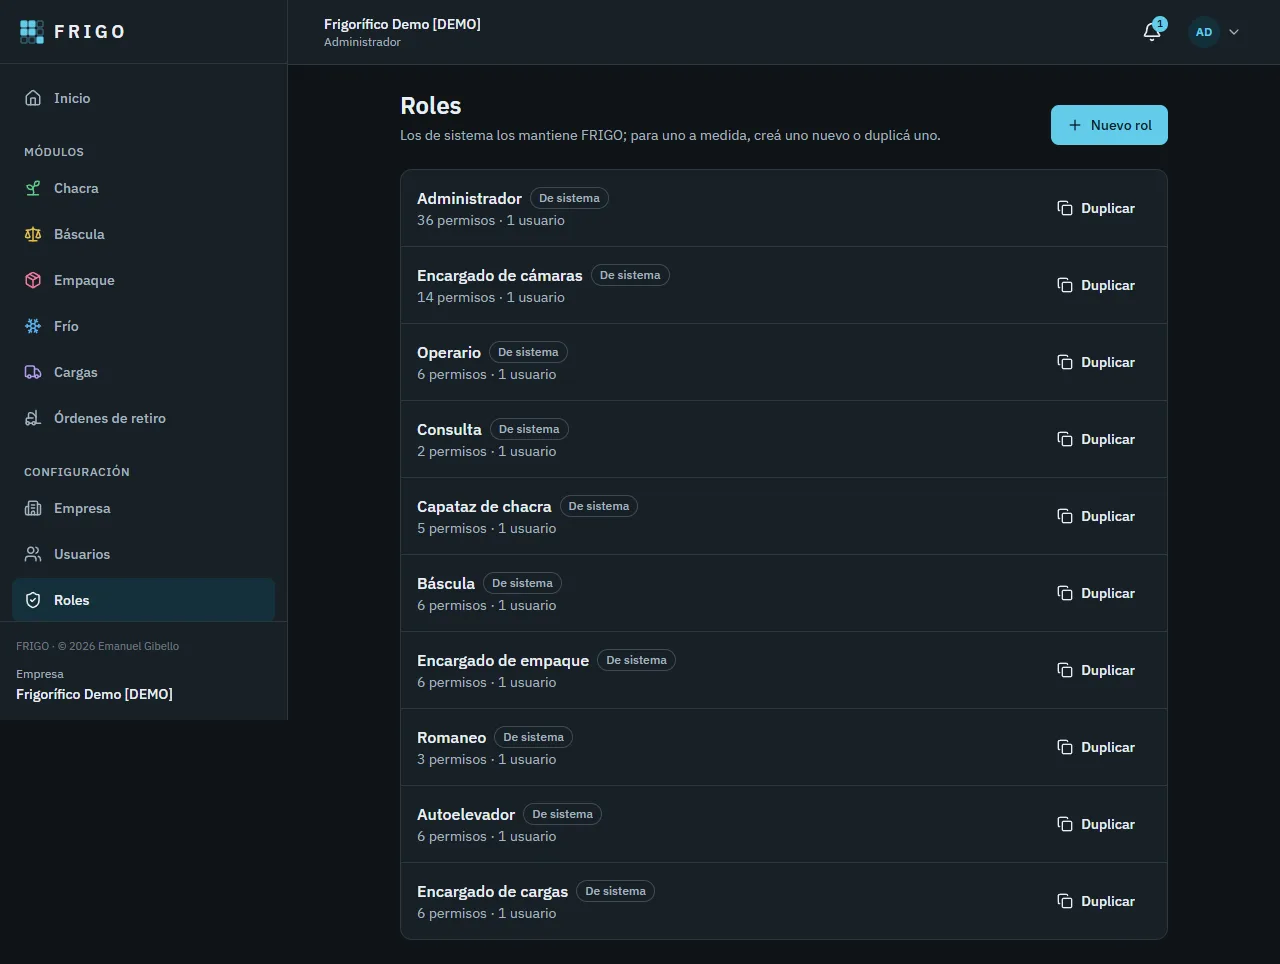 FRIGO
Inicio
MÓDULOS
Chacra
Báscula
Empaque
Frío
Cargas
Órdenes de retiro
CONFIGURACIÓN
Empresa
Usuarios
Roles
FRIGO · © 2026 Emanuel Gibello
Empresa
Frigorífico Demo [DEMO]
Frigorífico Demo [DEMO]
Administrador
1
AD
Roles
Los de sistema los mantiene FRIGO; para uno a medida, creá uno nuevo o duplicá uno.
Nuevo rol
Administrador De sistema
36 permisos · 1 usuario
Duplicar
Encargado de cámaras De sistema
14 permisos · 1 usuario
Duplicar
Operario De sistema
6 permisos · 1 usuario
Duplicar
Consulta De sistema
2 permisos · 1 usuario
Duplicar
Capataz de chacra De sistema
5 permisos · 1 usuario
Duplicar
Báscula De sistema
6 permisos · 1 usuario
Duplicar
Encargado de empaque De sistema
6 permisos · 1 usuario
Duplicar
Romaneo De sistema
3 permisos · 1 usuario
Duplicar
Autoelevador De sistema
6 permisos · 1 usuario
Duplicar
Encargado de cargas De sistema
6 permisos · 1 usuario
Duplicar